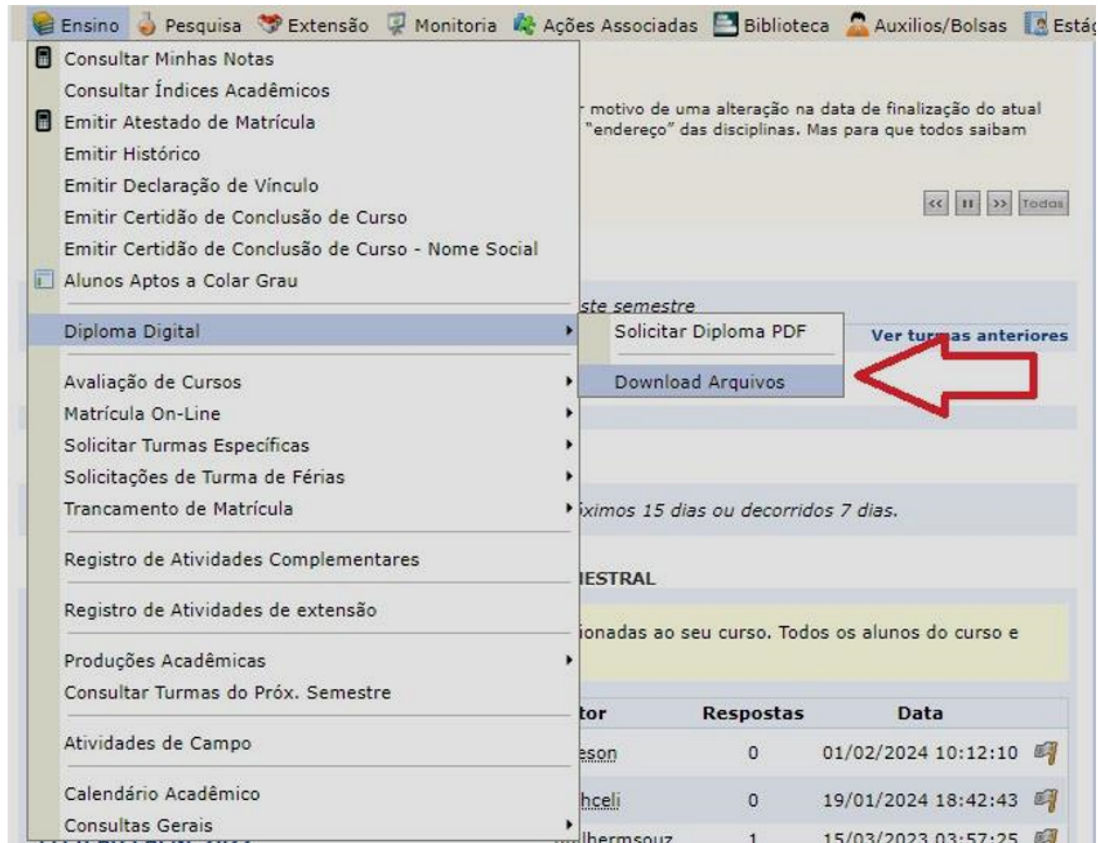 Ensino Pesquisa Extensão Monitoria Ações Associadas Biblioteca Auxilios/Bolsas
Consultar Minhas Notas
Consultar Índices Acadêmicos
Emitir Atestado de Matrícula
Emitir Histórico
Emitir Declaração de Vínculo
Emitir Certidão de Conclusão de Curso
Emitir Certidão de Conclusão de Curso - Nome Social
Alunos Aptos a Colar Grau
Diploma Digital
Avaliação de Cursos
Matrícula On-Line
Solicitar Turmas Específicas
Solicitações de Turma de Férias
Trancamento de Matrícula
Registro de Atividades Complementares
Registro de Atividades de extensão
Produções Acadêmicas
Consultar Turmas do Próx. Semestre
Atividades de Campo
Calendário Acadêmico
Consultas Gerais
Solicitar Diploma PDF
Download Arquivos
motivo de uma alteração na data de finalização do atual
"endereço" das disciplinas. Mas para que todos saibam
<< II >> Todas
semestre
Ver turmas anteriores
15 dias ou decorridos 7 dias.
ao seu curso. Todos os alunos do curso e
Respostas Data
0 01/02/2024 10:12:10
0 19/01/2024 18:42:43
1 15/03/2023 03:57:25